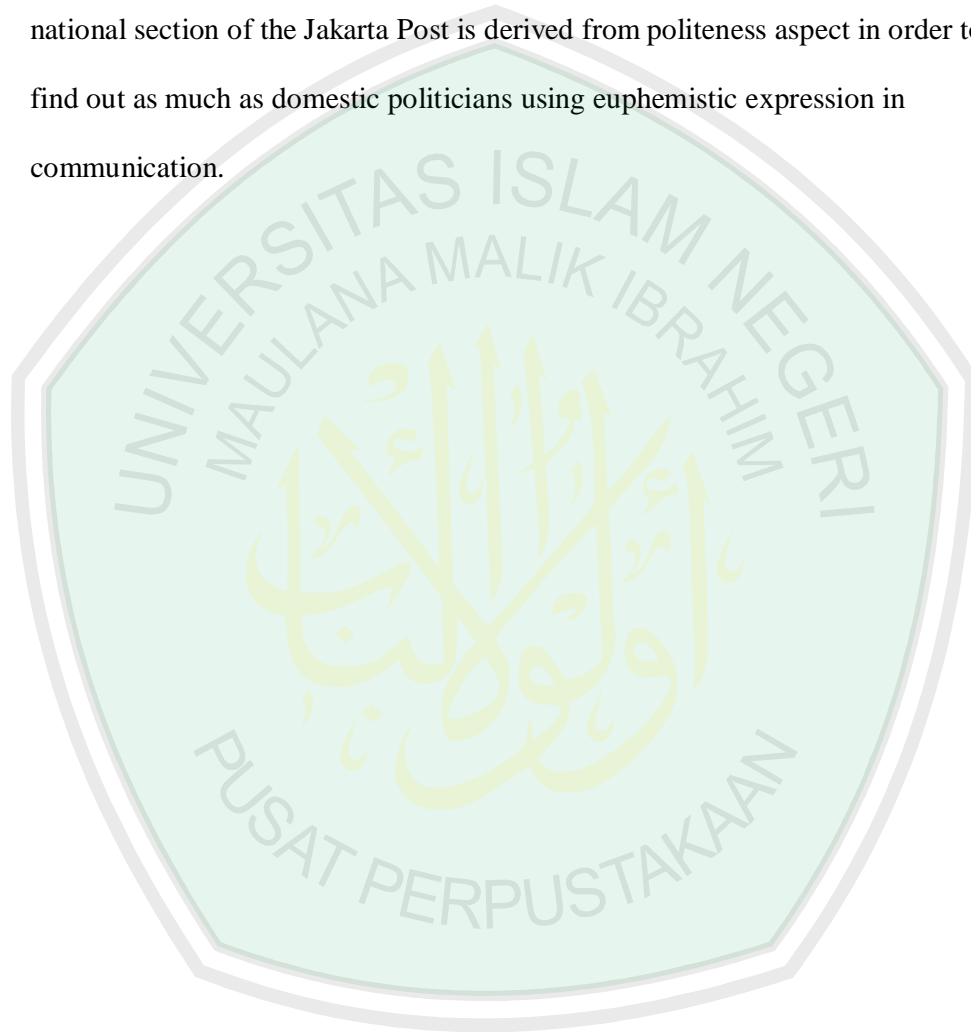 national section of the Jakarta Post is derived from politeness aspect in order to
find out as much as domestic politicians using euphemistic expression in
communication.
UNIVERSITAS ISLAM NEGERI
MAULANA MALIK IBRAHIM
أولوا الألباب
PUSAT PERPUSTAKAAN